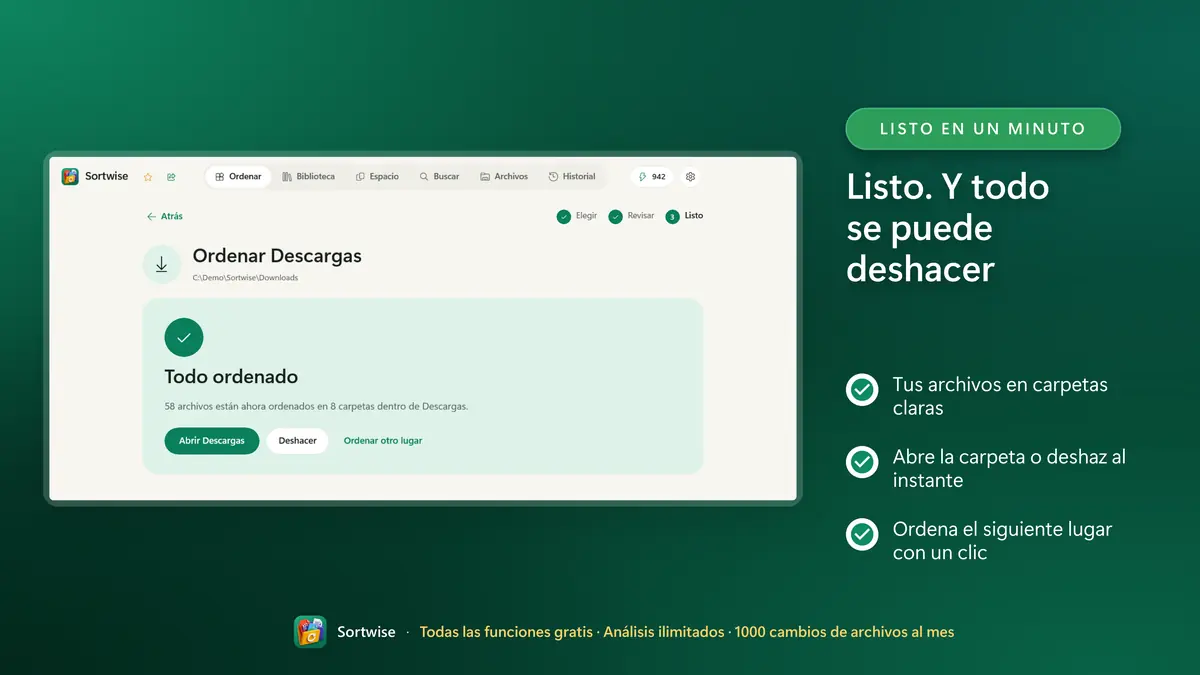 Sortwise
Ordenar
Biblioteca
Espacio
Buscar
Archivos
Historial
942
Atrás
Elegir
Revisar
3 Listo
Ordenar Descargas
C:\Demo\Sortwise\Downloads
Todo ordenado
58 archivos están ahora ordenados en 8 carpetas dentro de Descargas.
Abrir Descargas
Deshacer
Ordenar otro lugar
LISTO EN UN MINUTO
Listo. Y todo
se puede
deshacer
Tus archivos en carpetas
claras
Abre la carpeta o deshaz al
instante
Ordena el siguiente lugar
con un clic
Sortwise · Todas las funciones gratis · Análisis ilimitados · 1000 cambios de archivos al mes